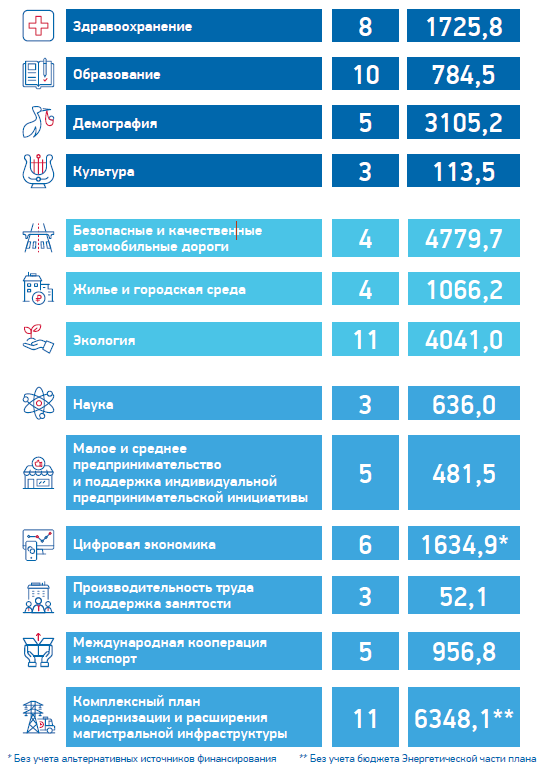 Здравоохранение 8 1725,8
Образование 10 784,5
Демография 5 3105,2
Культура 3 113,5
Безопасные и качественные
автомобильные дороги 4 4779,7
Жилье и городская среда 4 1066,2
Экология 11 4041,0
Наука 3 636,0
Малое и среднее
предпринимательство
и поддержка индивидуальной
предпринимательской инициативы 5 481,5
Цифровая экономика 6 1634,9*
Производительность труда
и поддержка занятости 3 52,1
Международная кооперация
и экспорт 5 956,8
Комплексный план
модернизации и расширения
магистральной инфраструктуры 11 6348,1**
* Без учета альтернативных источников финансирования ** Без учета бюджета Энергетической части плана